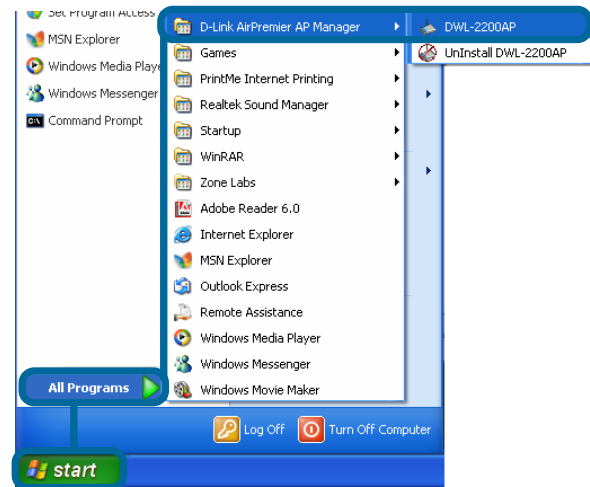 Set Program Access
MSN Explorer
Windows Media Playe
Windows Messenger
Command Prompt
All Programs
D-Link AirPremier AP Manager
Games
PrintMe Internet Printing
Realtek Sound Manager
Startup
WinRAR
Zone Labs
Adobe Reader 6.0
Internet Explorer
MSN Explorer
Outlook Express
Remote Assistance
Windows Media Player
Windows Messenger
Windows Movie Maker
DWL-2200AP
UnInstall DWL-2200AP
Log Off
Turn Off Computer
start